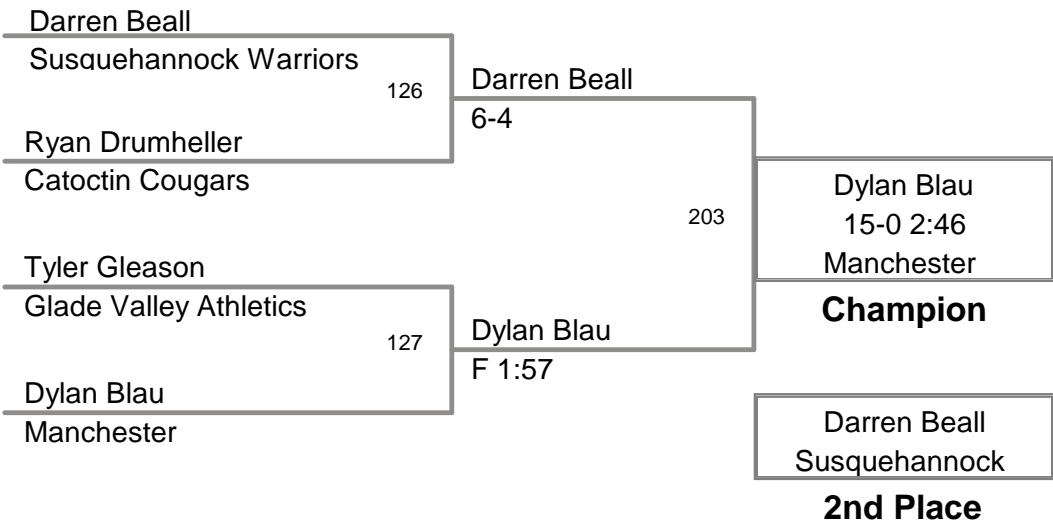 Darren Beall
Susquehannock Warriors
126
Darren Beall
6-4
Ryan Drumheller
Catoctin Cougars
203
Dylan Blau
15-0 2:46
Manchester
Champion
Tyler Gleason
Glade Valley Athletics
127
Dylan Blau
F 1:57
Dylan Blau
Manchester
Darren Beall
Susquehannock
2nd Place